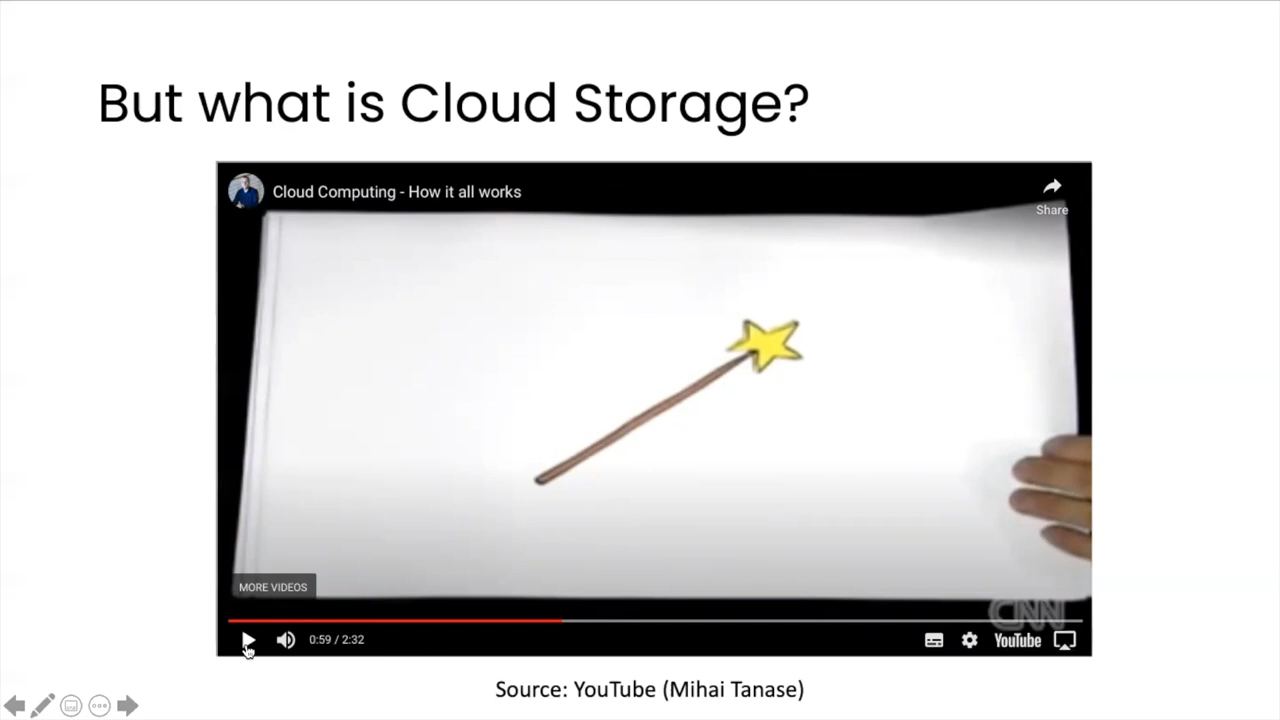 But what is Cloud Storage?
Cloud Computing - How it all works
Share
MORE VIDEOS
CNN
0:59 / 2:32
YouTube
Source: YouTube (Mihai Tanase)